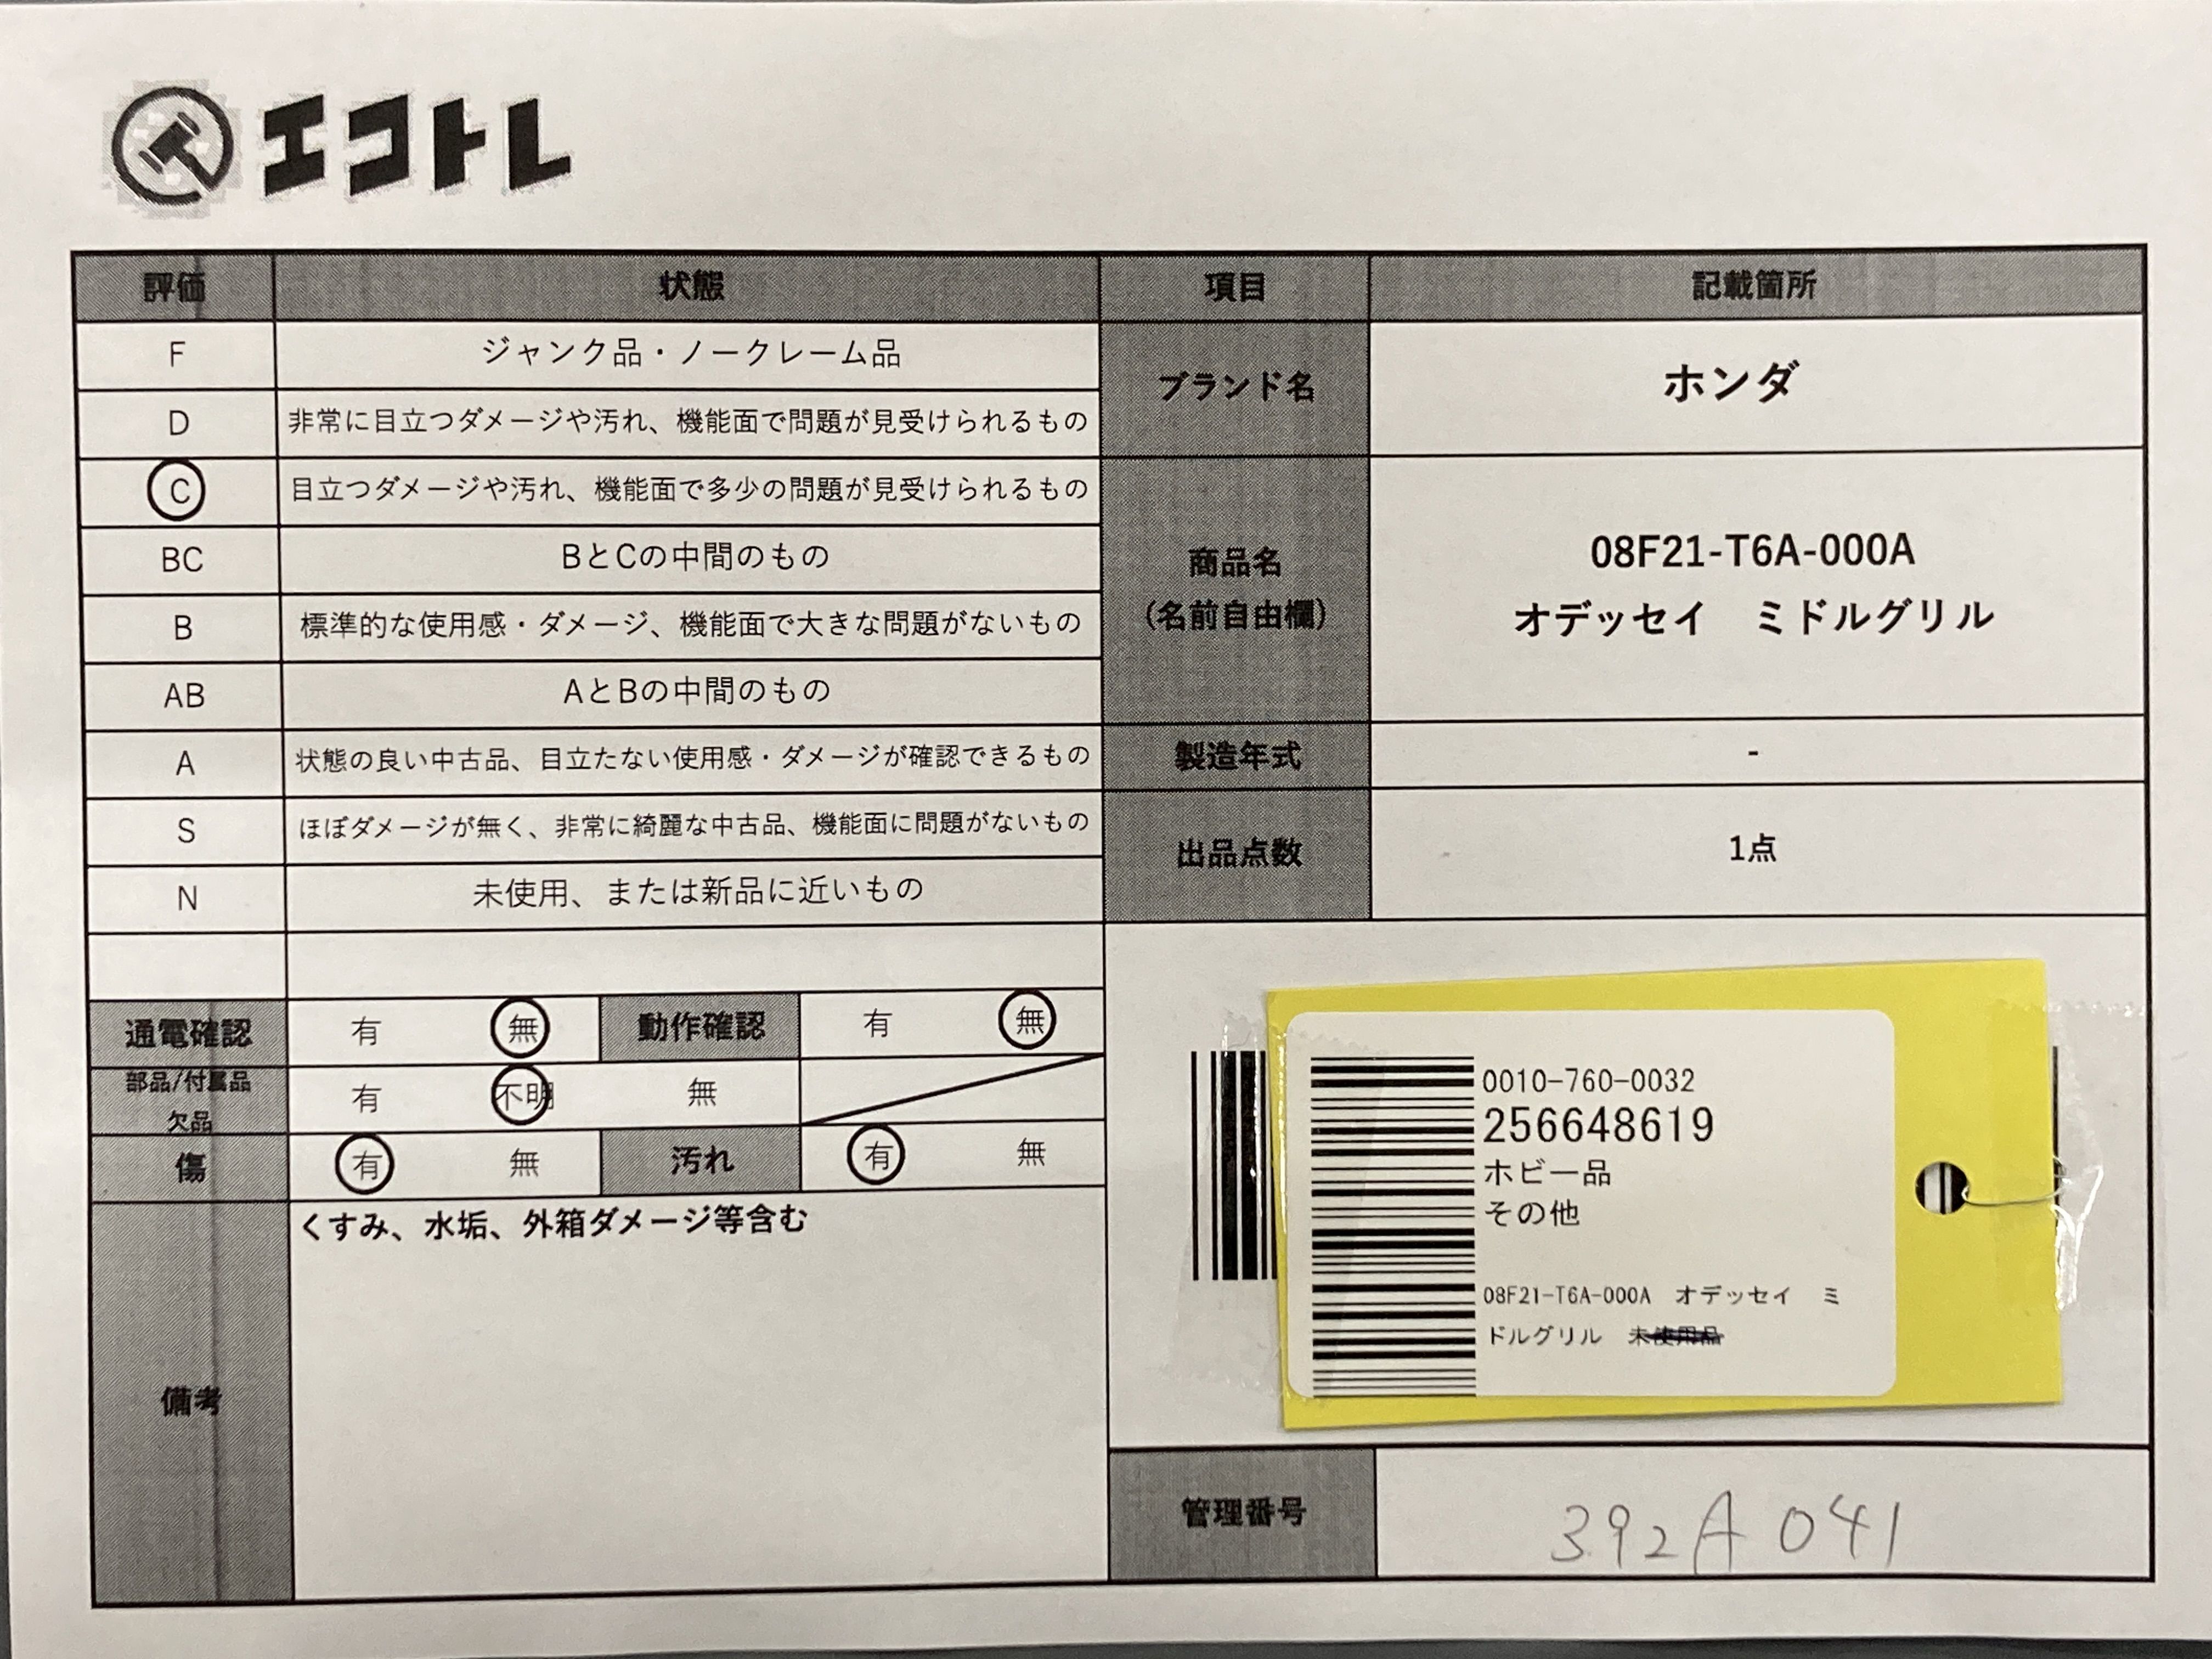 エコトレ
評価 状態 項目 記載箇所
F ジャンク品・ノークレーム品
D 非常に目立つダメージや汚れ、機能面で問題が見受けられるもの
C 目立つダメージや汚れ、機能面で多少の問題が見受けられるもの
BC BとCの中間のもの
B 標準的な使用感・ダメージ、機能面で大きな問題がないもの
AB AとBの中間のもの
A 状態の良い中古品、目立たない使用感・ダメージが確認できるもの
S ほぼダメージが無く、非常に綺麗な中古品、機能面に問題がないもの
N 未使用、または新品に近いもの
ブランド名 ホンダ
商品名
(名前自由欄)
08F21-T6A-000A
オデッセイ ミドルグリル
製造年式 -
出品点数 1点
通電確認 有 無 動作確認 有 無
部品/付属品
欠品
有 不明 無
傷 有 無 汚れ 有 無
備考
くすみ、水垢、外箱ダメージ等含む
0010-760-0032
256648619
ホビー品
その他
08F21-T6A-000A オデッセイ ミ
ドルグリル 未使用品
管理番号 392A041